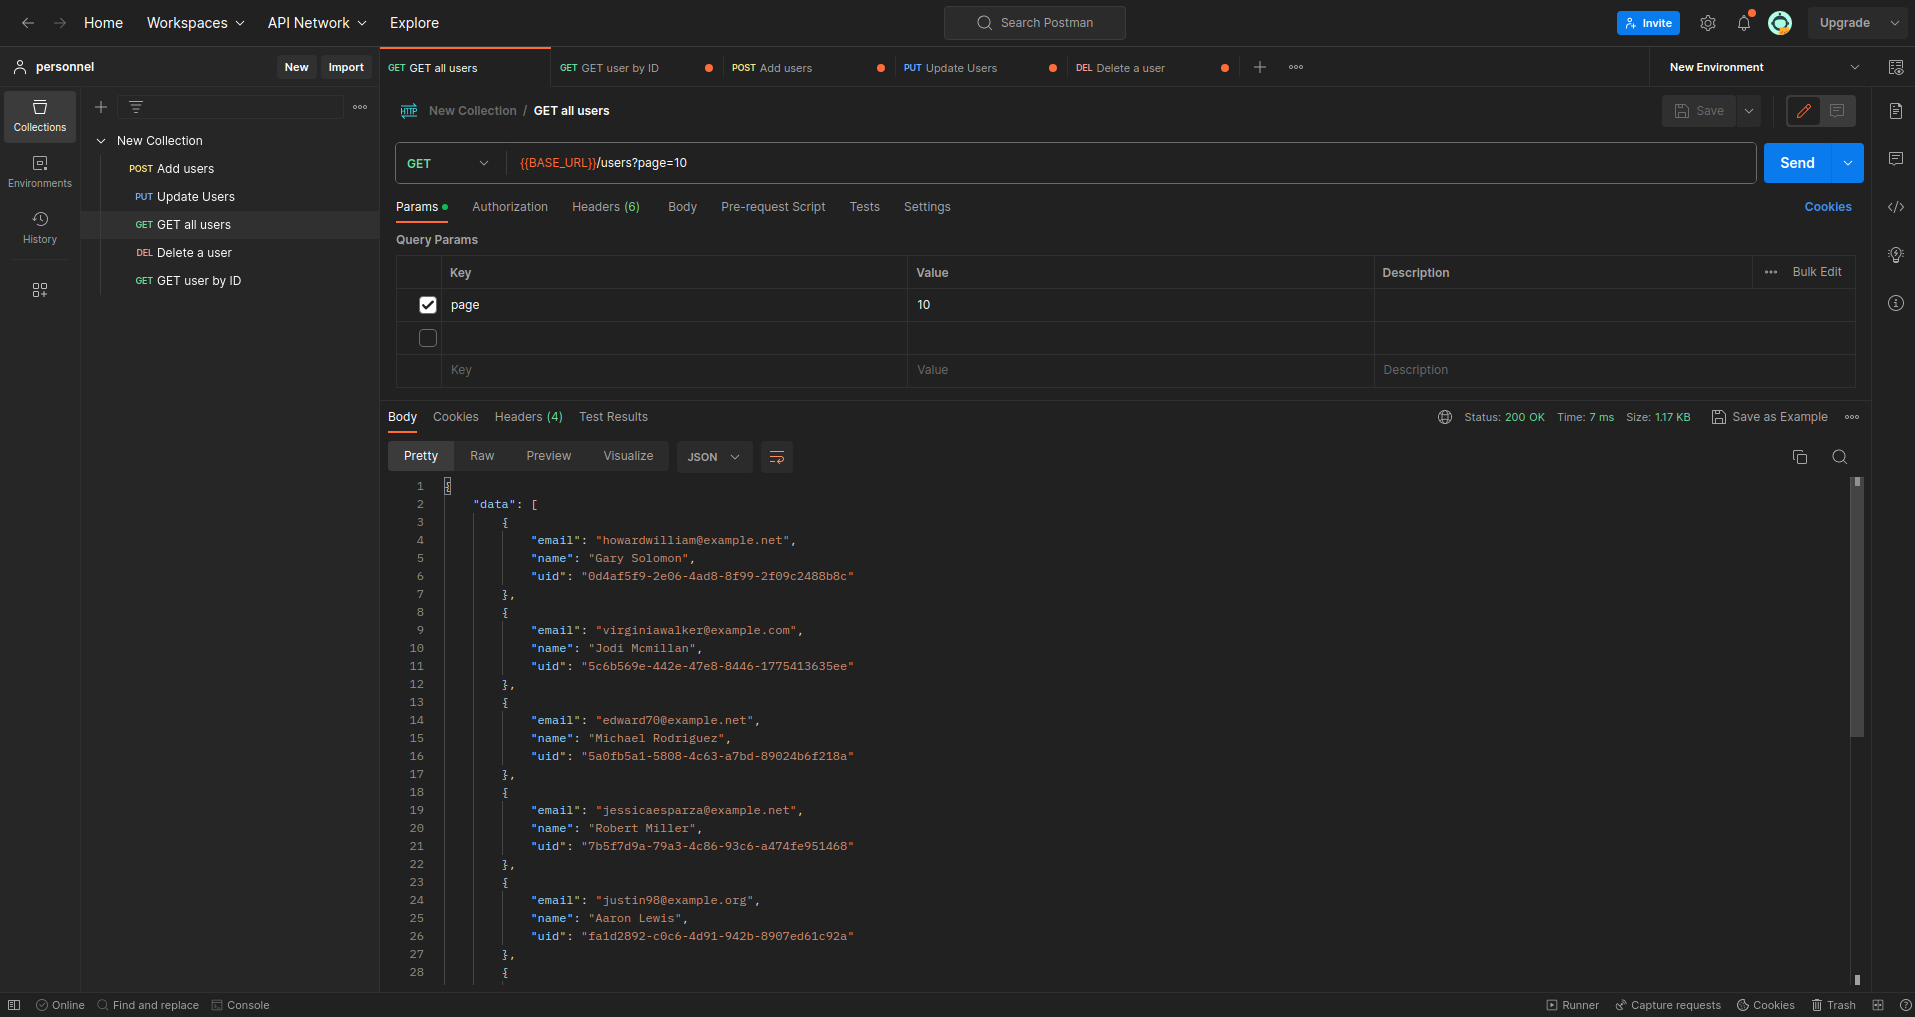 Home Workspaces API Network Explore Search Postman Invite Upgrade
personnel New Import
GET GET all users GET GET user by ID POST Add users PUT Update Users DEL Delete a user New Environment
Collections
Environments
History
New Collection
POST Add users
PUT Update Users
GET GET all users
DEL Delete a user
GET GET user by ID
HTTP New Collection / GET all users Save
GET {{BASE_URL}}/users?page=10 Send
Params Authorization Headers (6) Body Pre-request Script Tests Settings Cookies
Query Params
Key Value Description Bulk Edit
page 10
Key Value Description
Body Cookies Headers (4) Test Results Status: 200 OK Time: 7 ms Size: 1.17 KB Save as Example
Pretty Raw Preview Visualize JSON
1 {
2 "data": [
3 {
4 "email": "howardwilliam@example.net",
5 "name": "Gary Solomon",
6 "uid": "0d4af5f9-2e06-4ad8-8f99-2f09c2488b8c"
7 },
8 {
9 "email": "virginiawalker@example.com",
10 "name": "Jodi Mcmillan",
11 "uid": "5c6b569e-442e-47e8-8446-1775413635ee"
12 },
13 {
14 "email": "edward70@example.net",
15 "name": "Michael Rodriguez",
16 "uid": "5a0fb5a1-5808-4c63-a7bd-89024b6f218a"
17 },
18 {
19 "email": "jessicaesparza@example.net",
20 "name": "Robert Miller",
21 "uid": "7b5f7d9a-79a3-4c86-93c6-a474fe951468"
22 },
23 {
24 "email": "justin98@example.org",
25 "name": "Aaron Lewis",
26 "uid": "fa1d2892-c0c6-4d91-942b-8907ed61c92a"
27 },
28 {
Online Find and replace Console Runner Capture requests Cookies Trash